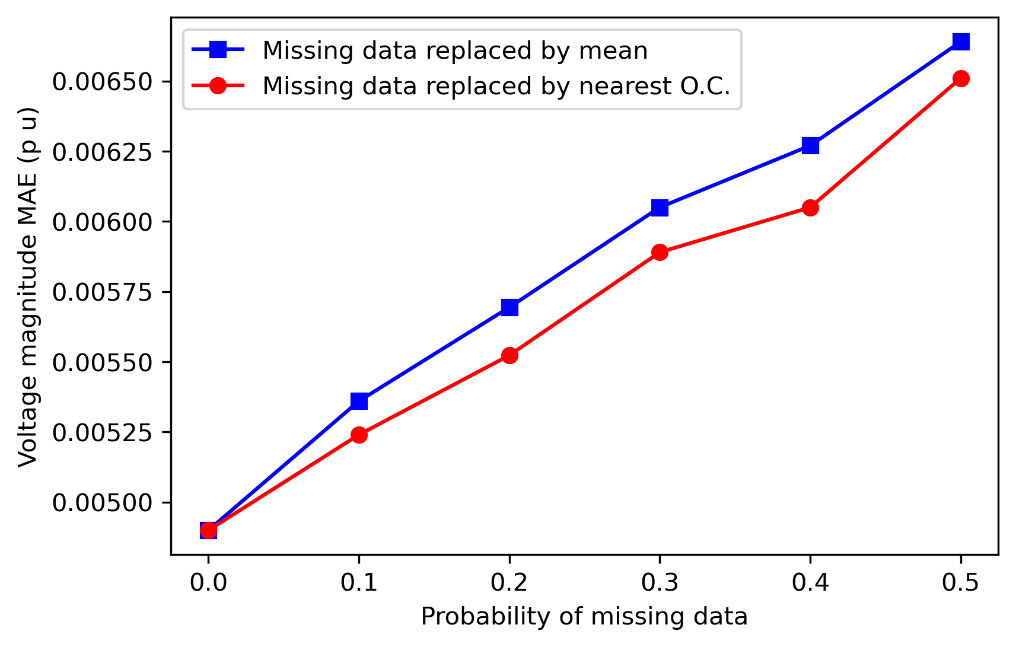 Missing data replaced by mean
Missing data replaced by nearest O.C.
Voltage magnitude MAE (p u)
0.00650
0.00625
0.00600
0.00575
0.00550
0.00525
0.00500
0.0 0.1 0.2 0.3 0.4 0.5
Probability of missing data